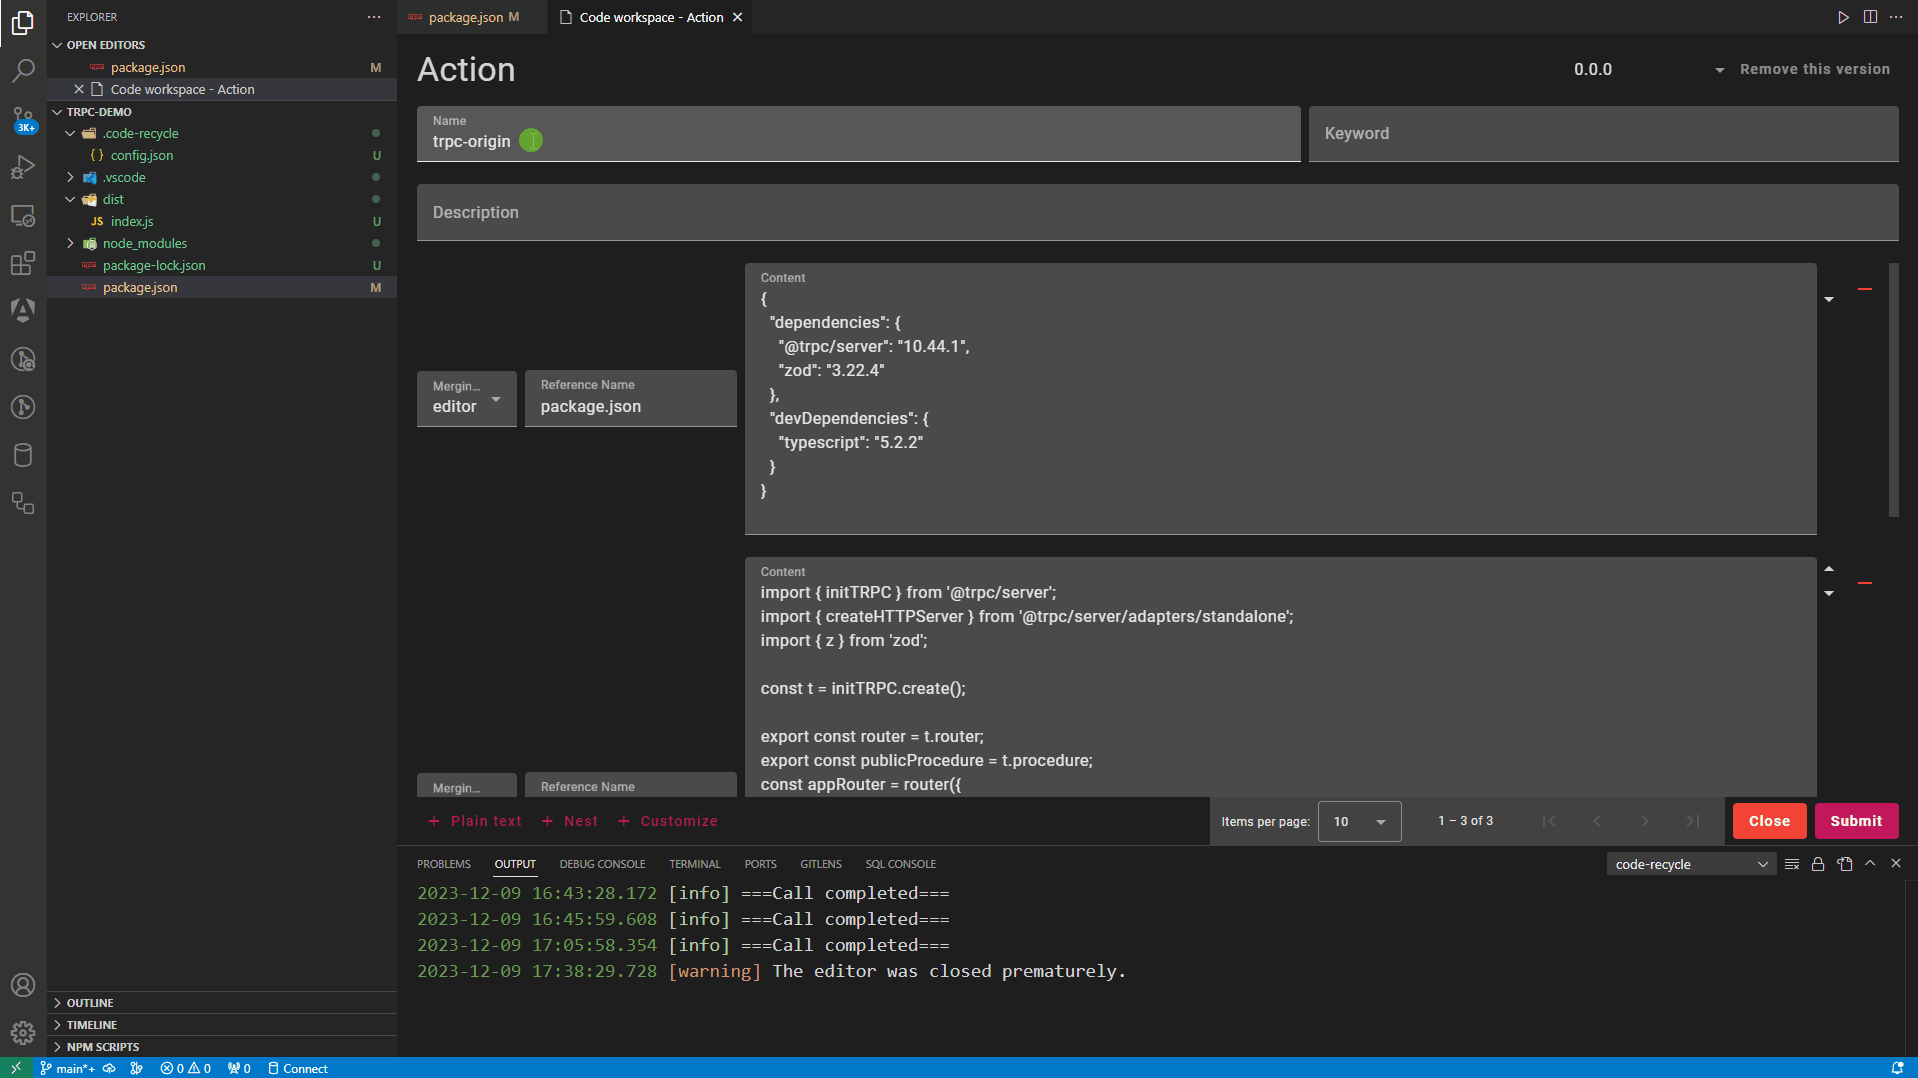 EXPLORER
OPEN EDITORS
package.json M
Code workspace - Action
TRPC-DEMO
.code-recycle
{ } config.json U
.vscode
dist
JS index.js U
node_modules
package-lock.json U
package.json M
3K+
OUTLINE
TIMELINE
NPM SCRIPTS
package.json M
Code workspace - Action
Action
0.0.0
Remove this version
Name
trpc-origin
Keyword
Description
Mergin...
editor
Reference Name
package.json
Content
{
"dependencies": {
"@trpc/server": "10.44.1",
"zod": "3.22.4"
},
"devDependencies": {
"typescript": "5.2.2"
}
}
Mergin...
Reference Name
Content
import { initTRPC } from '@trpc/server';
import { createHTTPServer } from '@trpc/server/adapters/standalone';
import { z } from 'zod';
const t = initTRPC.create();
export const router = t.router;
export const publicProcedure = t.procedure;
const appRouter = router({
+ Plain text + Nest + Customize
Items per page: 10 1 – 3 of 3
Close Submit
PROBLEMS OUTPUT DEBUG CONSOLE TERMINAL PORTS GITLENS SQL CONSOLE
code-recycle
2023-12-09 16:43:28.172 [info] ===Call completed===
2023-12-09 16:45:59.608 [info] ===Call completed===
2023-12-09 17:05:58.354 [info] ===Call completed===
2023-12-09 17:38:29.728 [warning] The editor was closed prematurely.
main*+ 0 0 0 Connect